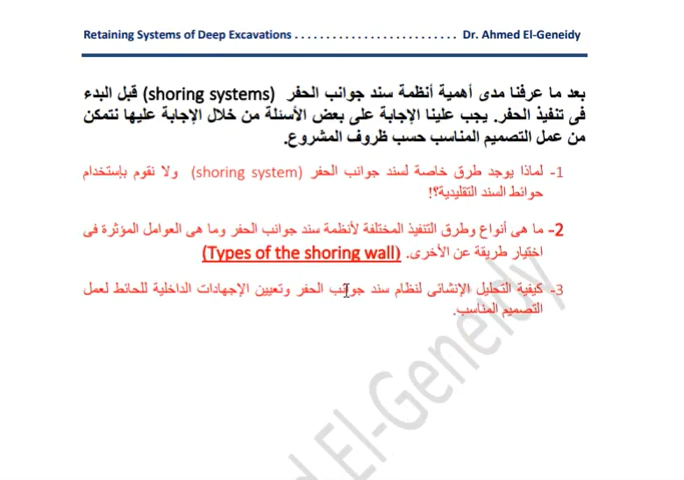 Retaining Systems of Deep Excavations . . . . . . . . . . . . . . . . . . . . . . . . . . Dr. Ahmed El-Geneidy
بعد ما عرفنا مدى أهمية أنظمة سند جوانب الحفر (shoring systems) قبل البدء
فى تنفيذ الحفر. يجب علينا الإجابة على بعض الأسئلة من خلال الإجابة عليها نتمكن
من عمل التصميم المناسب حسب ظروف المشروع.
1- لماذا يوجد طرق خاصة لسند جوانب الحفر (shoring system) ولا نقوم بإستخدام
حوائط السند التقليدية؟!
2- ما هى أنواع وطرق التنفيذ المختلفة لأنظمة سند جوانب الحفر وما هى العوامل المؤثرة فى
اختيار طريقة عن الأخرى. (Types of the shoring wall)
3- كيفية التحليل الإنشائى لنظام سند جوانب الحفر وتعيين الإجهادات الداخلية للحائط لعمل
التصميم المناسب.
d El-Geneidy